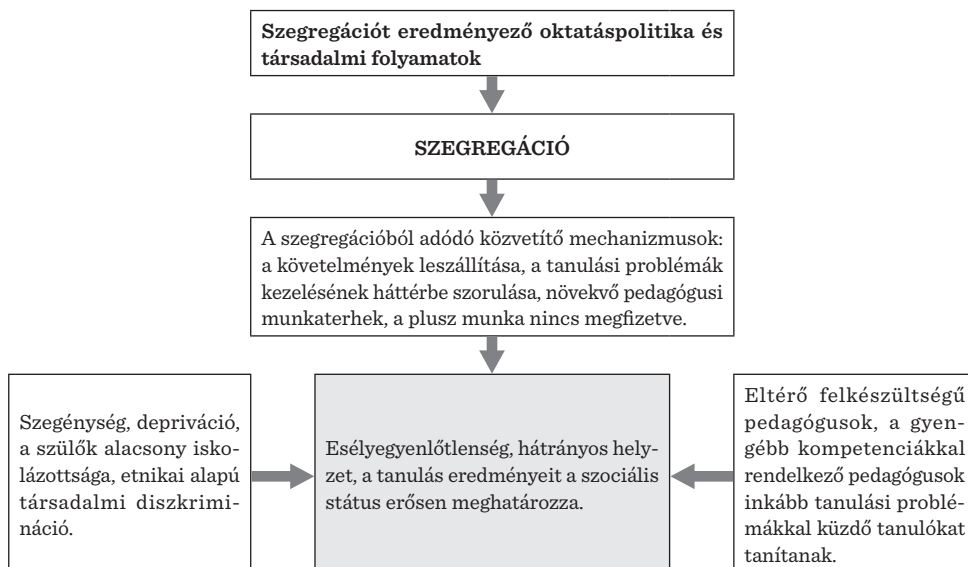 Szegregációt eredményező oktatáspolitika és
társadalmi folyamatok
SZEGREGÁCIÓ
A szegregációból adódó közvetítő mechanizmusok:
a követelmények leszállítása, a tanulási problémák
kezelésének háttérbe szorulása, növekvő pedagógusi
munkaterhek, a plusz munka nincs megfizetve.
Szegénység, depriváció,
a szülők alacsony isko-
lázottsága, etnikai alapú
társadalmi diszkrimi-
náció.
Esélyegyenlőtlenség, hátrányos hely-
zet, a tanulás eredményeit a szociális
státus erősen meghatározza.
Eltérő felkészültségű
pedagógusok, a gyen-
gébb kompetenciákkal
rendelkező pedagógusok
inkább tanulási problé-
mákkal küzdő tanulókat
tanítanak.